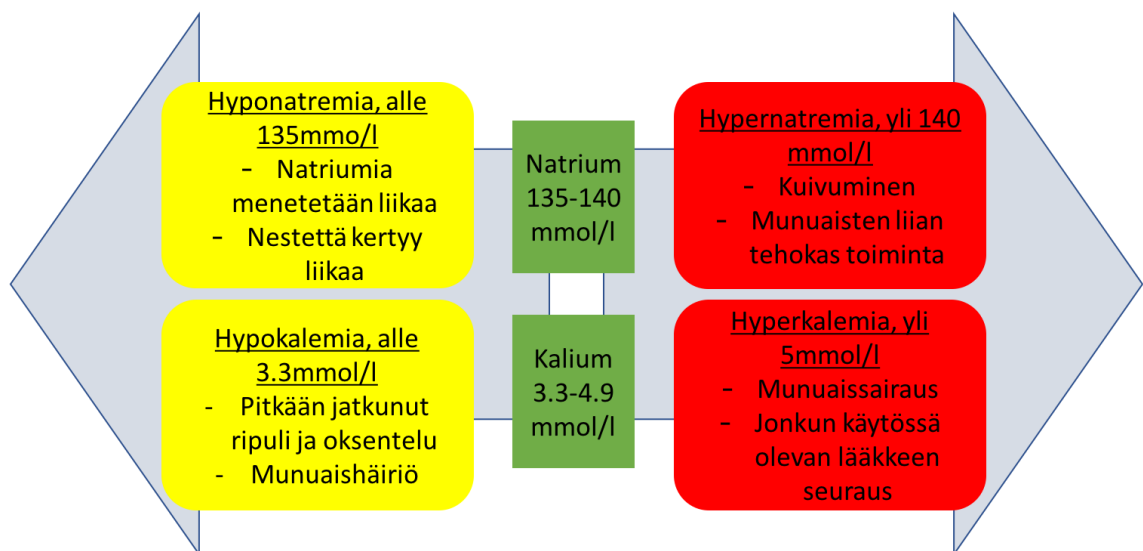 Hyponatremia, alle
135mmo/l
- Natriumia
menetetään liikaa
- Nestettä kertyy
liikaa
Natrium
135-140
mmol/l
Hypernatremia, yli 140
mmol/l
- Kuivuminen
- Munuaisten liian
tehokas toiminta
Hypokalemia, alle
3.3mmol/l
- Pitkään jatkunut
ripuli ja oksentelu
- Munuaishäiriö
Kalium
3.3-4.9
mmol/l
Hyperkalemia, yli
5mmol/l
- Munuaissairaus
- Jonkun käytössä
olevan lääkkeen
seuraus